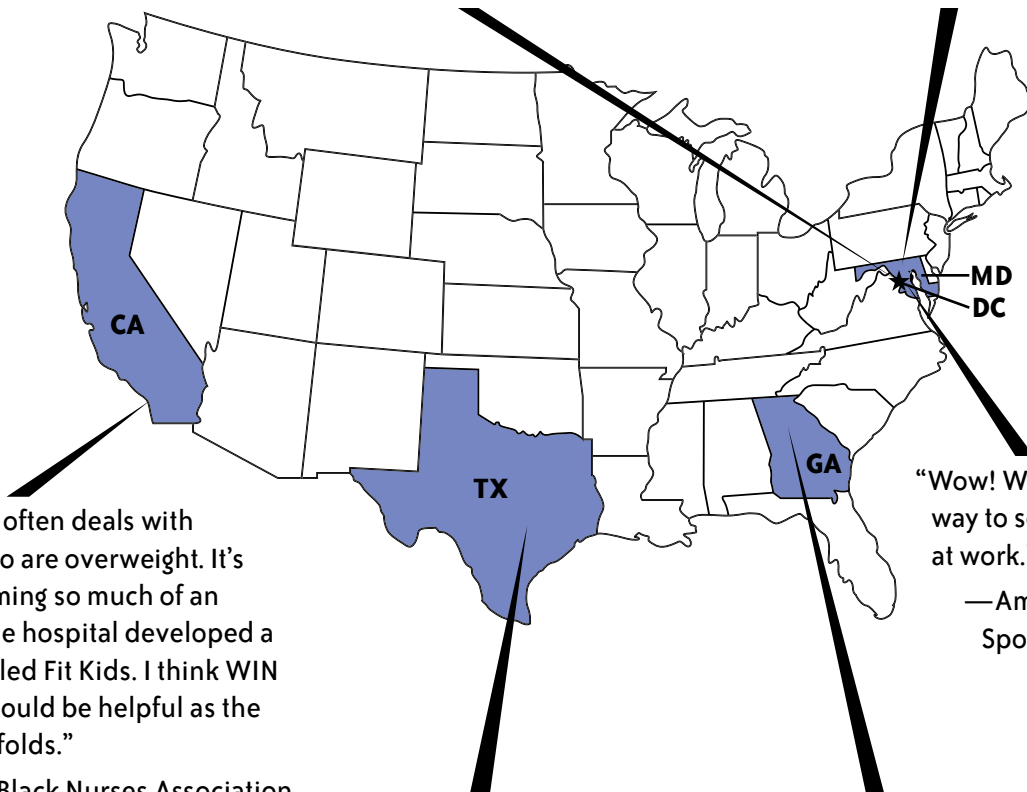 MD
DC
CA
TX
GA
often deals with
o are overweight. It’s
ning so much of an
e hospital developed a
led Fit Kids. I think WIN
ould be helpful as the
folds.”
Black Nurses Association
“Wow! W
way to s
at work.
—Am
Spo